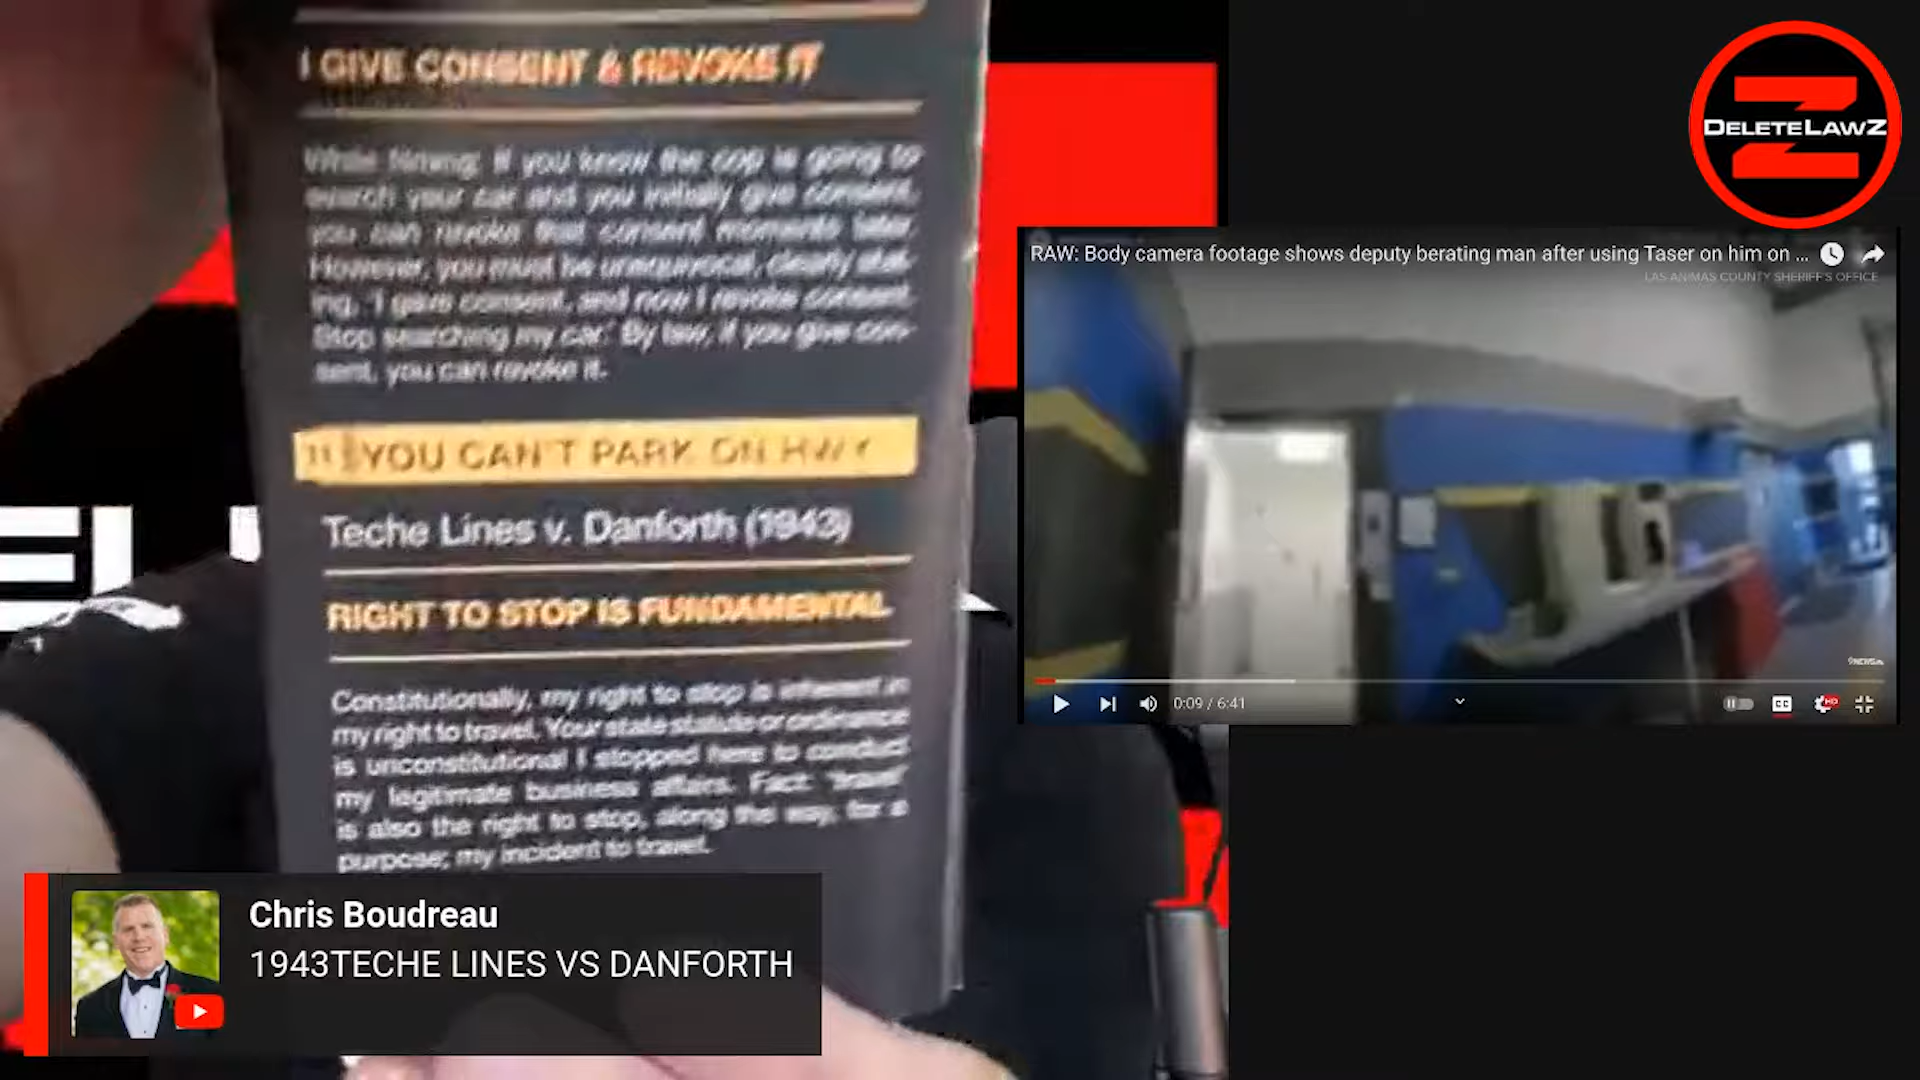 I GIVE CONSENT & REVOKE IT
While filming: If you know the cop is going to
search your car and you initially give consent,
you can revoke that consent moments later.
However, you must be unequivocal, clearly stat-
ing, "I gave consent, and now I revoke consent.
Stop searching my car." By law, if you give con-
sent, you can revoke it.
YOU CAN'T PARK ON HWY
Teche Lines v. Danforth (1943)
RIGHT TO STOP IS FUNDAMENTAL
Constitutionally, my right to stop is inherent in
my right to travel. Your state statute or ordinance
is unconstitutional I stopped here to conduct
my legitimate business affairs. Fact: "travel"
is also the right to stop, along the way, for a
purpose; my incident to travel.
Chris Boudreau
1943TECHE LINES VS DANFORTH
DELETELAWZ
RAW: Body camera footage shows deputy berating man after using Taser on him on ...
LAS ANIMAS COUNTY SHERIFF'S OFFICE
9NEWS
0:09 / 6:41
CC
HD